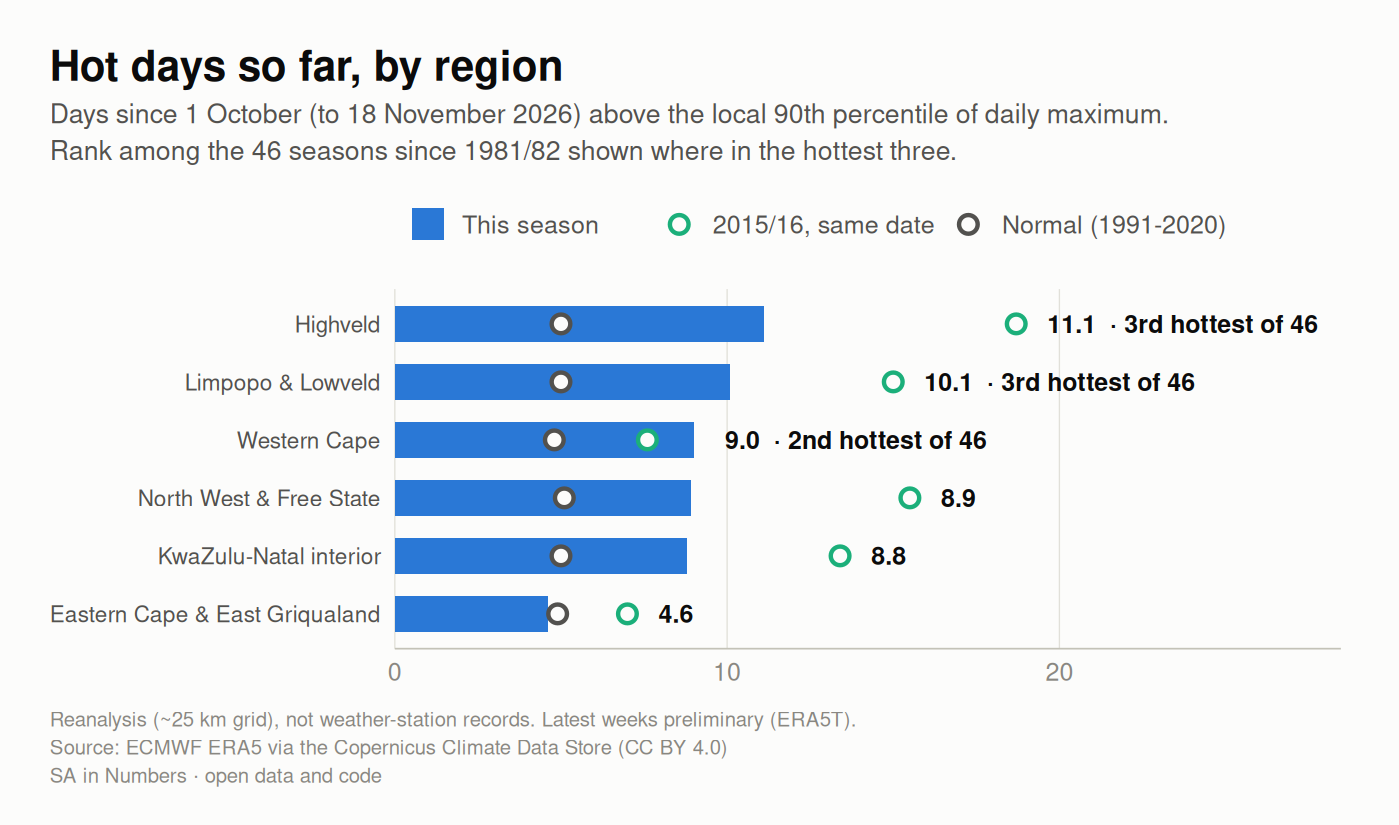 Hot days so far, by region
Days since 1 October (to 18 November 2026) above the local 90th percentile of daily maximum.
Rank among the 46 seasons since 1981/82 shown where in the hottest three.
This season
2015/16, same date
Normal (1991-2020)
Highveld
11.1 · 3rd hottest of 46
Limpopo & Lowveld
10.1 · 3rd hottest of 46
Western Cape
9.0 · 2nd hottest of 46
North West & Free State
8.9
KwaZulu-Natal interior
8.8
Eastern Cape & East Griqualand
4.6
0
10
20
Reanalysis (~25 km grid), not weather-station records. Latest weeks preliminary (ERA5T).
Source: ECMWF ERA5 via the Copernicus Climate Data Store (CC BY 4.0)
SA in Numbers · open data and code